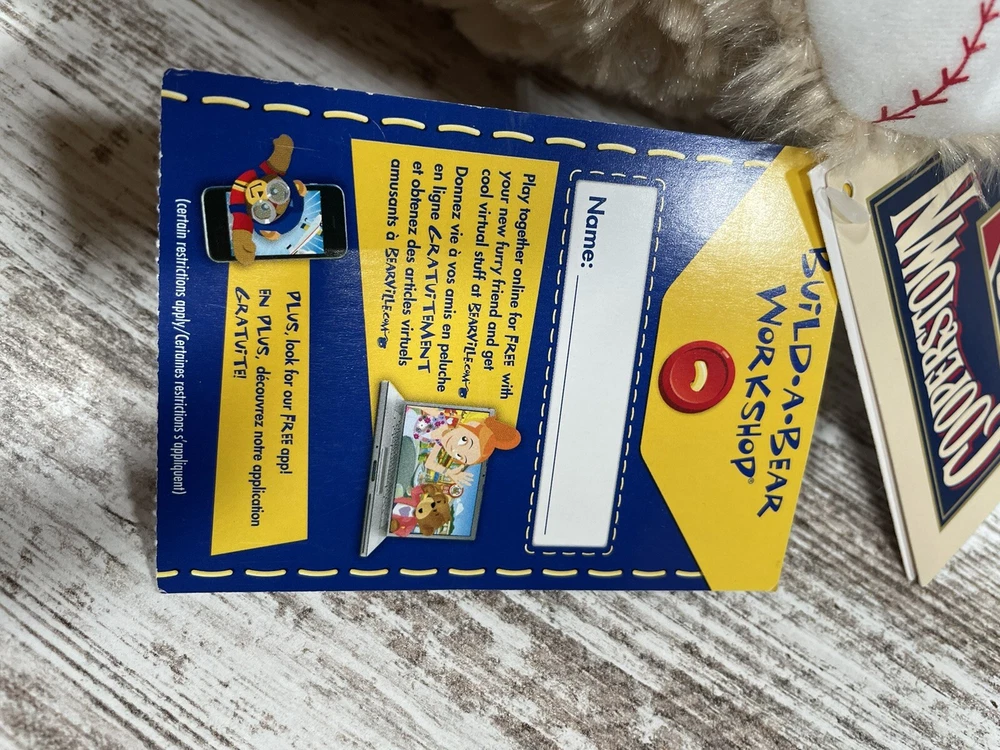 BUILD•A•BEAR
WORKSHOP®
Name:
Play together online for FREE with
your new furry friend and get
cool virtual stuff at BEARVILLE.COM
Donnez vie à vos amis en peluche
en ligne GRATUITEMENT
et obtenez des articles virtuels
amusants à BEARVILLE.COM
PLUS, look for our FREE app!
EN PLUS, découvrez notre application
GRATUITE!
(certain restrictions apply/Certaines restrictions s'appliquent)
COOPERSTOWN